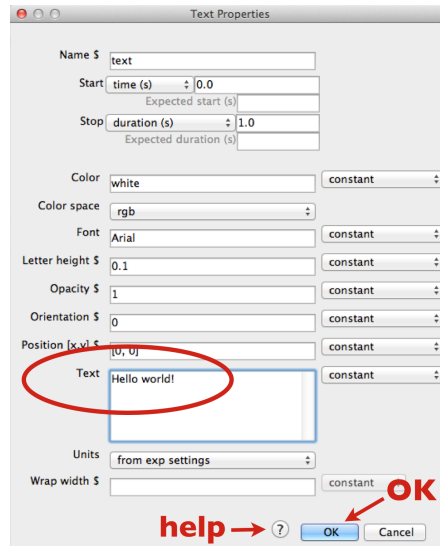 Text Properties
Name $ text
Start time (s) 0.0
Expected start (s)
Stop duration (s) 1.0
Expected duration (s)
Color white constant
Color space rgb
Font Arial constant
Letter height $ 0.1 constant
Opacity $ 1 constant
Orientation $ 0 constant
Position [x,y] $ [0, 0] constant
Text Hello world! constant
Units from exp settings
Wrap width $ constant
OK
help ? OK Cancel